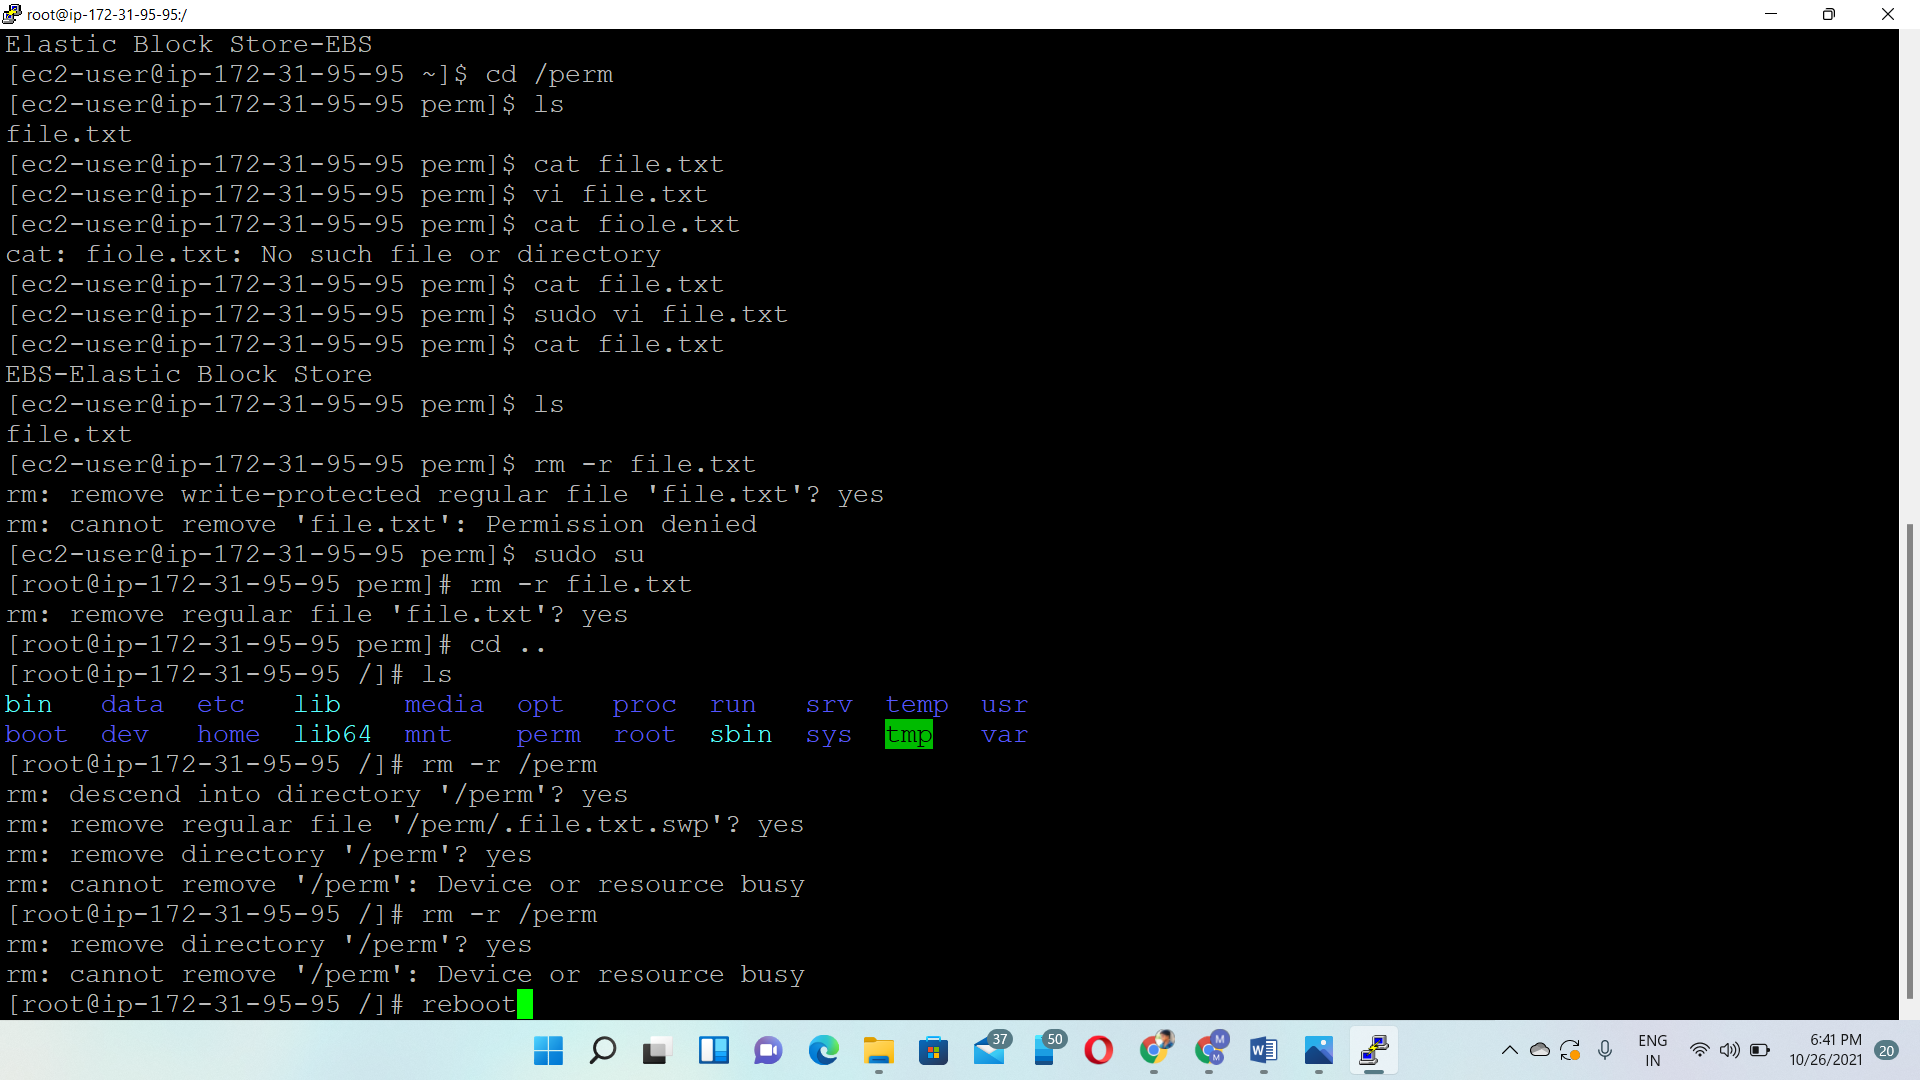 root@ip-172-31-95-95:/
Elastic Block Store-EBS
[ec2-user@ip-172-31-95-95 ~]$ cd /perm
[ec2-user@ip-172-31-95-95 perm]$ ls
file.txt
[ec2-user@ip-172-31-95-95 perm]$ cat file.txt
[ec2-user@ip-172-31-95-95 perm]$ vi file.txt
[ec2-user@ip-172-31-95-95 perm]$ cat fiole.txt
cat: fiole.txt: No such file or directory
[ec2-user@ip-172-31-95-95 perm]$ cat file.txt
[ec2-user@ip-172-31-95-95 perm]$ sudo vi file.txt
[ec2-user@ip-172-31-95-95 perm]$ cat file.txt
EBS-Elastic Block Store
[ec2-user@ip-172-31-95-95 perm]$ ls
file.txt
[ec2-user@ip-172-31-95-95 perm]$ rm -r file.txt
rm: remove write-protected regular file 'file.txt'? yes
rm: cannot remove 'file.txt': Permission denied
[ec2-user@ip-172-31-95-95 perm]$ sudo su
[root@ip-172-31-95-95 perm]# rm -r file.txt
rm: remove regular file 'file.txt'? yes
[root@ip-172-31-95-95 perm]# cd ..
[root@ip-172-31-95-95 /]# ls
bin data etc lib media opt proc run srv temp usr
boot dev home lib64 mnt perm root sbin sys tmp var
[root@ip-172-31-95-95 /]# rm -r /perm
rm: descend into directory '/perm'? yes
rm: remove regular file '/perm/.file.txt.swp'? yes
rm: remove directory '/perm'? yes
rm: cannot remove '/perm': Device or resource busy
[root@ip-172-31-95-95 /]# rm -r /perm
rm: remove directory '/perm'? yes
rm: cannot remove '/perm': Device or resource busy
[root@ip-172-31-95-95 /]# reboot
37 50 M M W
ENG 6:41 PM
IN 10/26/2021 20